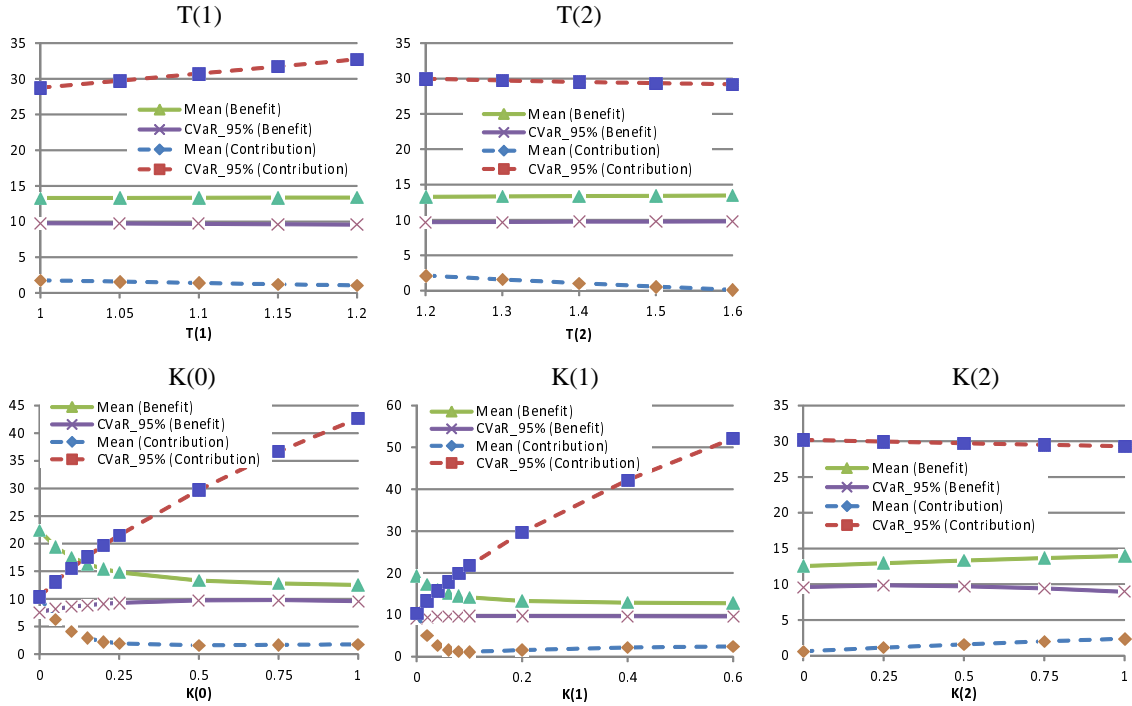 T(1)
T(2)
35
30
25
20
15
10
5
0
Mean (Benefit)
CVaR_95% (Benefit)
Mean (Contribution)
CVaR_95% (Contribution)
1 1.05 1.1 1.15 1.2
T(1)
35
30
25
20
15
10
5
0
Mean (Benefit)
CVaR_95% (Benefit)
Mean (Contribution)
CVaR_95% (Contribution)
1.2 1.3 1.4 1.5 1.6
T(2)
K(0)
K(1)
K(2)
45
40
35
30
25
20
15
10
5
0
Mean (Benefit)
CVaR_95% (Benefit)
Mean (Contribution)
CVaR_95% (Contribution)
0 0.25 0.5 0.75 1
K(0)
60
50
40
30
20
10
0
Mean (Benefit)
CVaR_95% (Benefit)
Mean (Contribution)
CVaR_95% (Contribution)
0 0.2 0.4 0.6
K(1)
35
30
25
20
15
10
5
0
Mean (Benefit)
CVaR_95% (Benefit)
Mean (Contribution)
CVaR_95% (Contribution)
0 0.25 0.5 0.75 1
K(2)